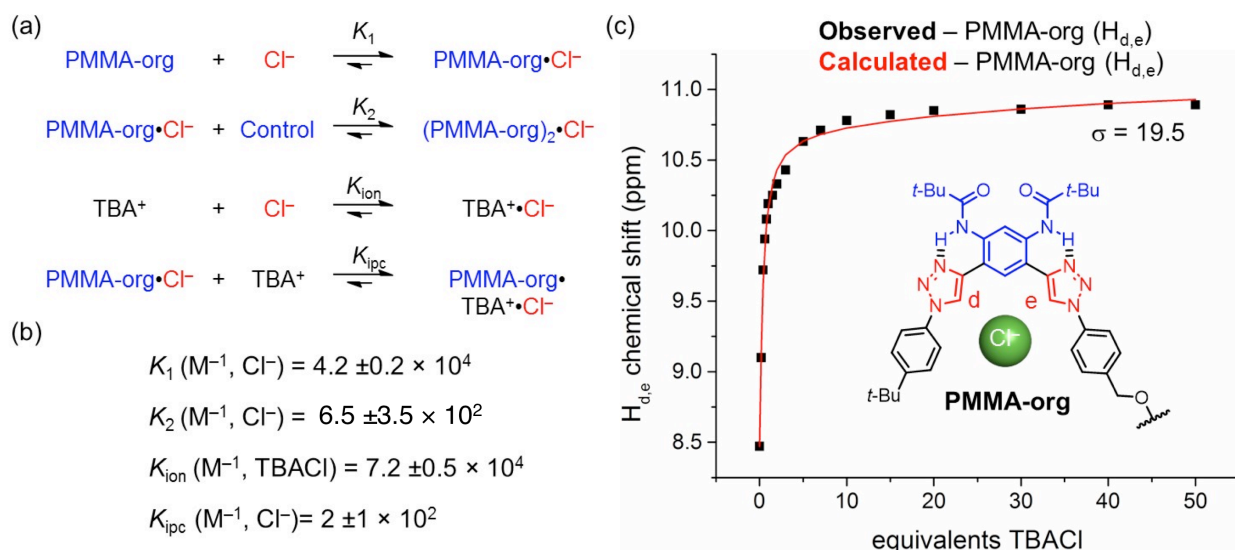 (a)
PMMA-org + Cl⁻ K₁ PMMA-org•Cl⁻
PMMA-org•Cl⁻ + Control K₂ (PMMA-org)₂•Cl⁻
TBA⁺ + Cl⁻ Kion TBA⁺•Cl⁻
PMMA-org•Cl⁻ + TBA⁺ Kipc PMMA-org•
TBA⁺•Cl⁻
(b)
K₁ (M⁻¹, Cl⁻) = 4.2 ±0.2 × 10⁴
K₂ (M⁻¹, Cl⁻) = 6.5 ±3.5 × 10²
Kion (M⁻¹, TBACl) = 7.2 ±0.5 × 10⁴
Kipc (M⁻¹, Cl⁻)= 2 ±1 × 10²
(c)
Observed – PMMA-org (Hd,e)
Calculated – PMMA-org (Hd,e)
σ = 19.5
Hd,e chemical shift (ppm)
11.0
10.5
10.0
9.5
9.0
8.5
0 10 20 30 40 50
equivalents TBACl
t-Bu O O t-Bu
N N
H H
N N
N N
N d e N
Cl⁻
t-Bu O
PMMA-org